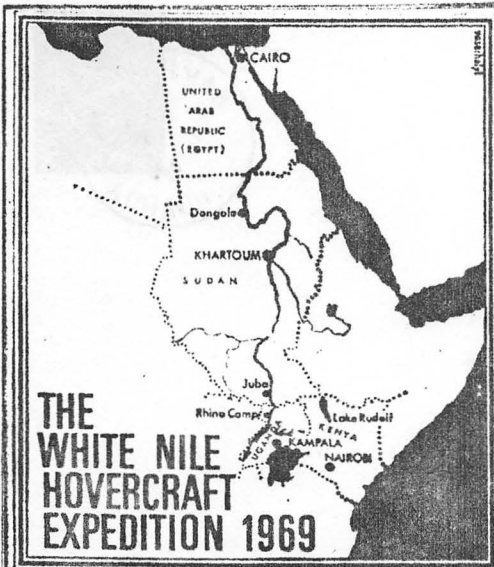 CAIRO
UNITED
ARAB
REPUBLIC
(EGYPT)
Dongola
KHARTOUM
SUDAN
Juba
Rhino Camp
Lake Rudolf
UGANDA
KENYA
KAMPALA
NAIROBI
THE
WHITE NILE
HOVERCRAFT
EXPEDITION 1969